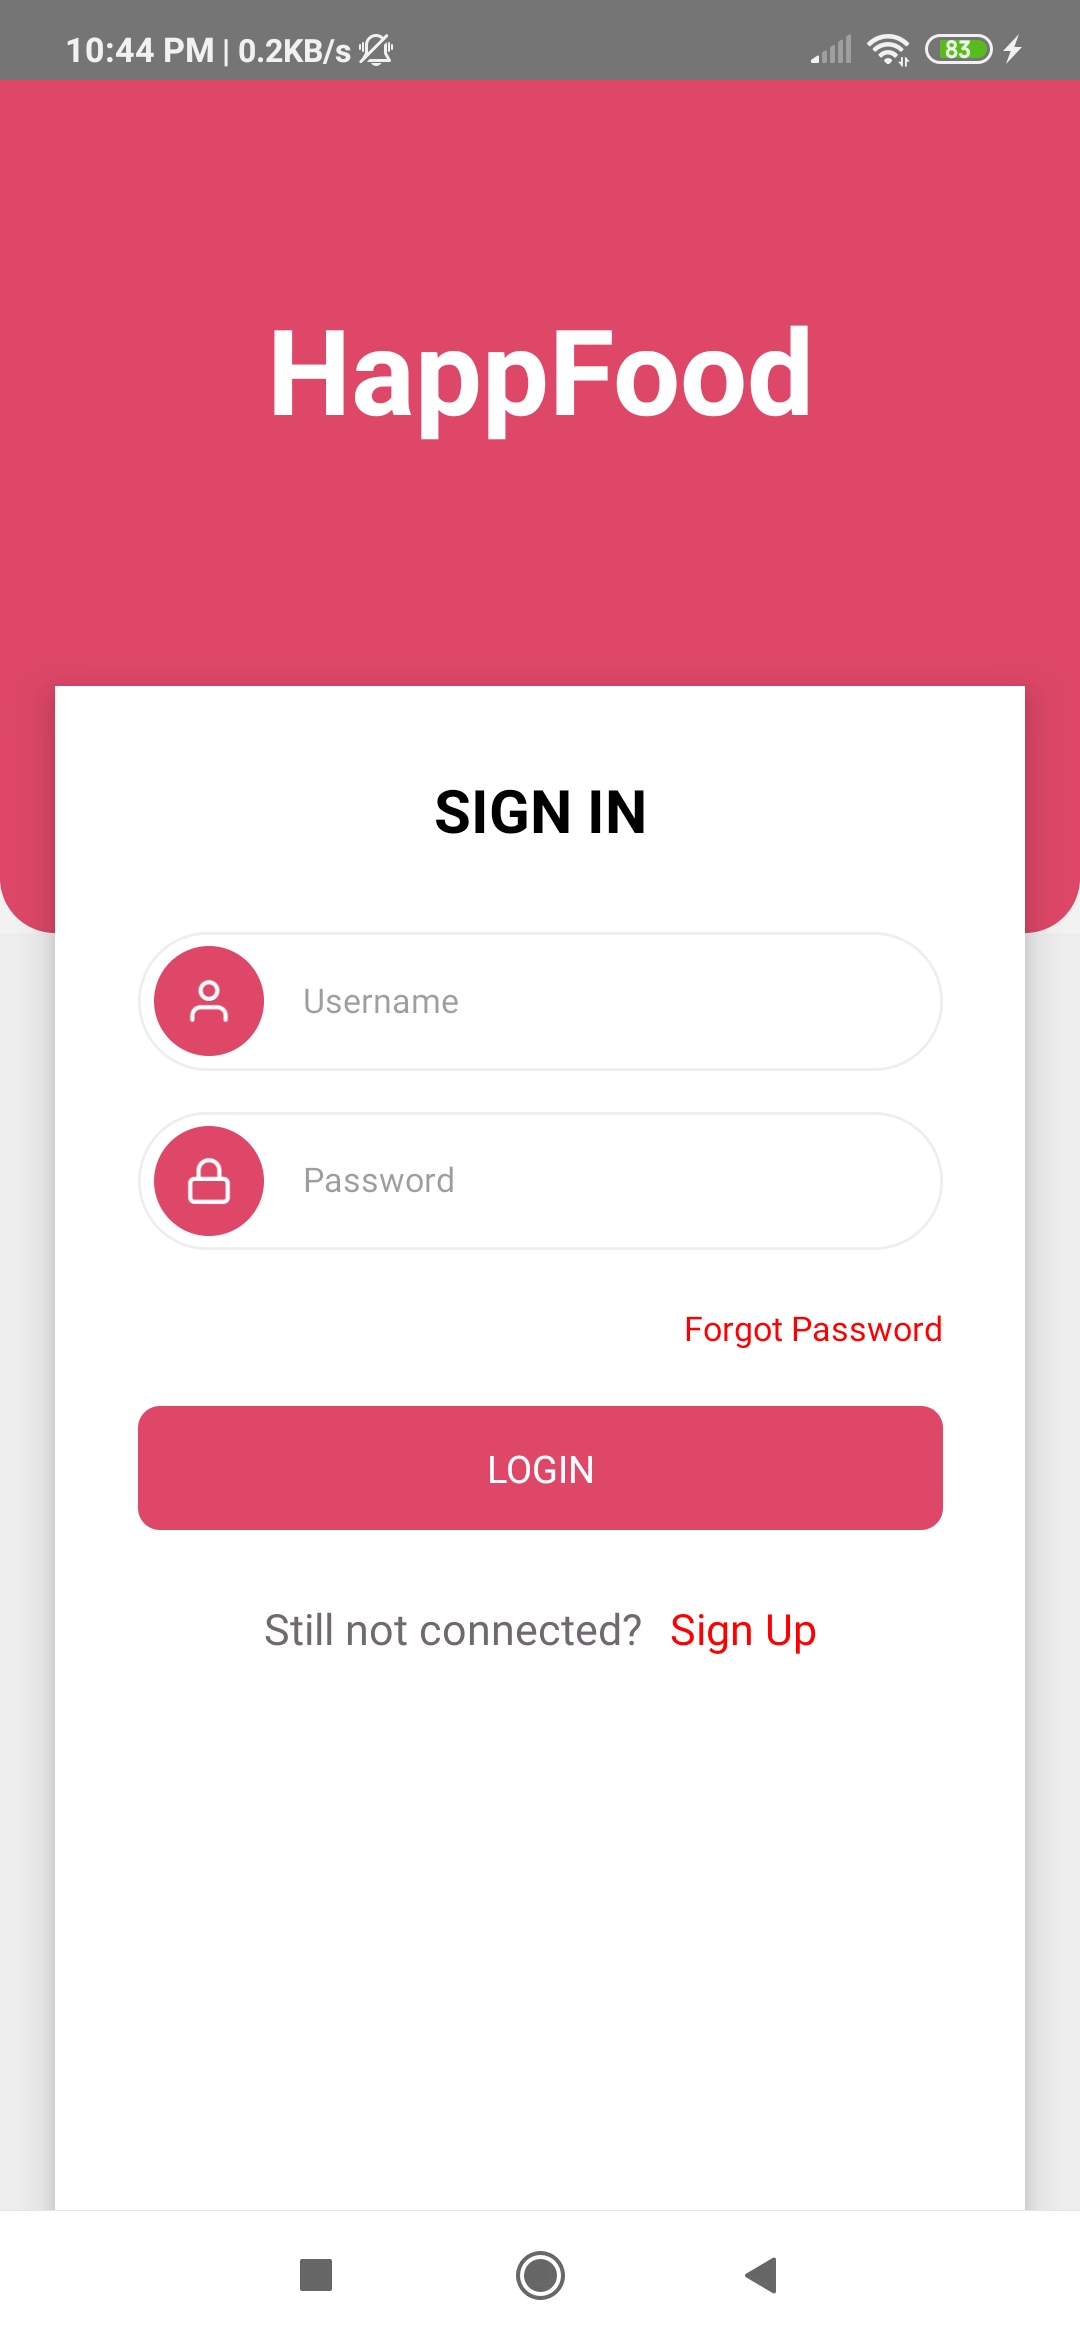 10:44 PM | 0.2KB/s 83
HappFood
SIGN IN
Username
Password
Forgot Password
LOGIN
Still not connected? Sign Up